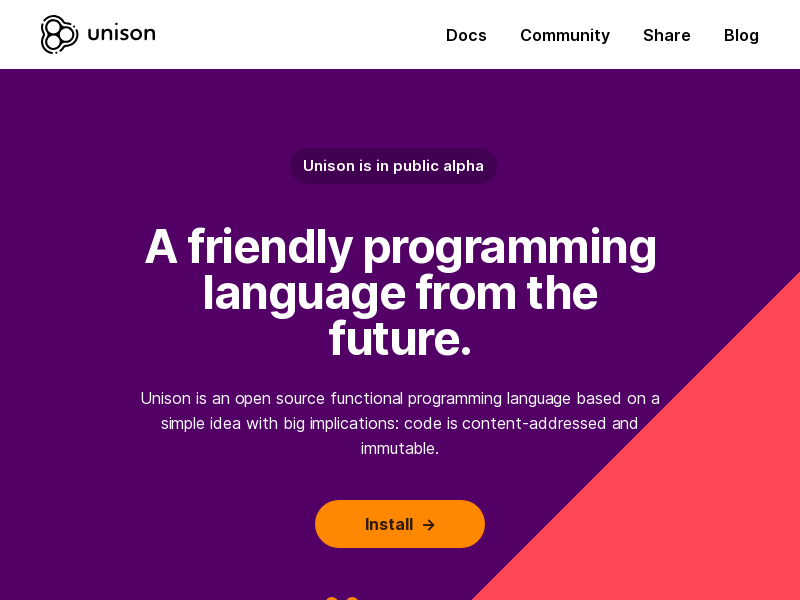 unison
Docs
Community
Share
Blog
Unison is in public alpha
A friendly programming
language from the
future.
Unison is an open source functional programming language based on a
simple idea with big implications: code is content-addressed and
immutable.
Install →